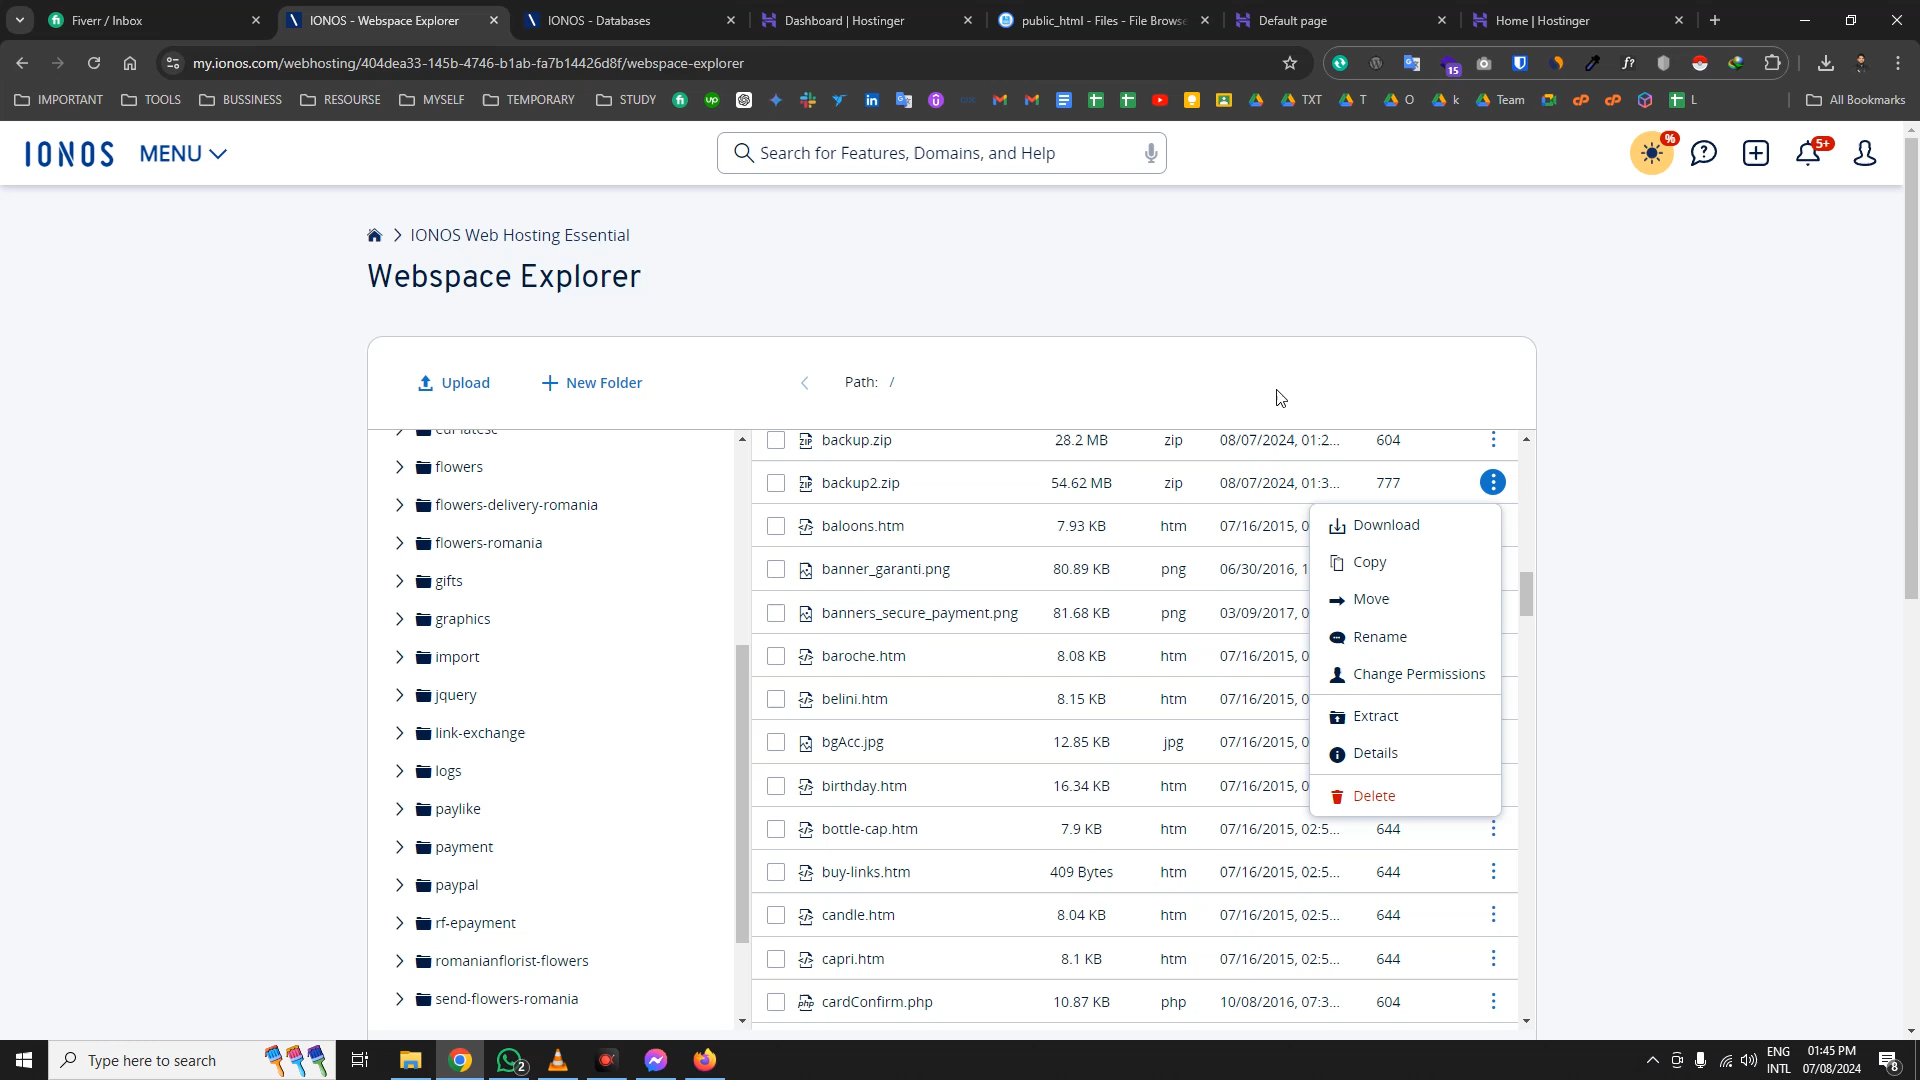 Fiverr / Inbox
IONOS - Webspace Explorer
IONOS - Databases
Dashboard | Hostinger
public_html - Files - File Browse
Default page
Home | Hostinger
my.ionos.com/webhosting/404dea33-145b-4746-b1ab-fa7b14426d8f/webspace-explorer
15
f?
IMPORTANT
TOOLS
BUSSINESS
RESOURSE
MYSELF
TEMPORARY
STUDY
TXT
T
O
k
Team
L
All Bookmarks
IONOS
MENU
Search for Features, Domains, and Help
%
5+
IONOS Web Hosting Essential
Webspace Explorer
Upload
New Folder
Path: /
flowers
flowers-delivery-romania
flowers-romania
gifts
graphics
import
jquery
link-exchange
logs
paylike
payment
paypal
rf-epayment
romanianflorist-flowers
send-flowers-romania
backup.zip 28.2 MB zip 08/07/2024, 01:2... 604
backup2.zip 54.62 MB zip 08/07/2024, 01:3... 777
baloons.htm 7.93 KB htm 07/16/2015, 0
banner_garanti.png 80.89 KB png 06/30/2016, 1
banners_secure_payment.png 81.68 KB png 03/09/2017, 0
baroche.htm 8.08 KB htm 07/16/2015, 0
belini.htm 8.15 KB htm 07/16/2015, 0
bgAcc.jpg 12.85 KB jpg 07/16/2015, 0
birthday.htm 16.34 KB htm 07/16/2015, 0
bottle-cap.htm 7.9 KB htm 07/16/2015, 02:5... 644
buy-links.htm 409 Bytes htm 07/16/2015, 02:5... 644
candle.htm 8.04 KB htm 07/16/2015, 02:5... 644
capri.htm 8.1 KB htm 07/16/2015, 02:5... 644
cardConfirm.php 10.87 KB php 10/08/2016, 07:3... 604
Download
Copy
Move
Rename
Change Permissions
Extract
Details
Delete
Type here to search
2
ENG
INTL
01:45 PM
07/08/2024
8